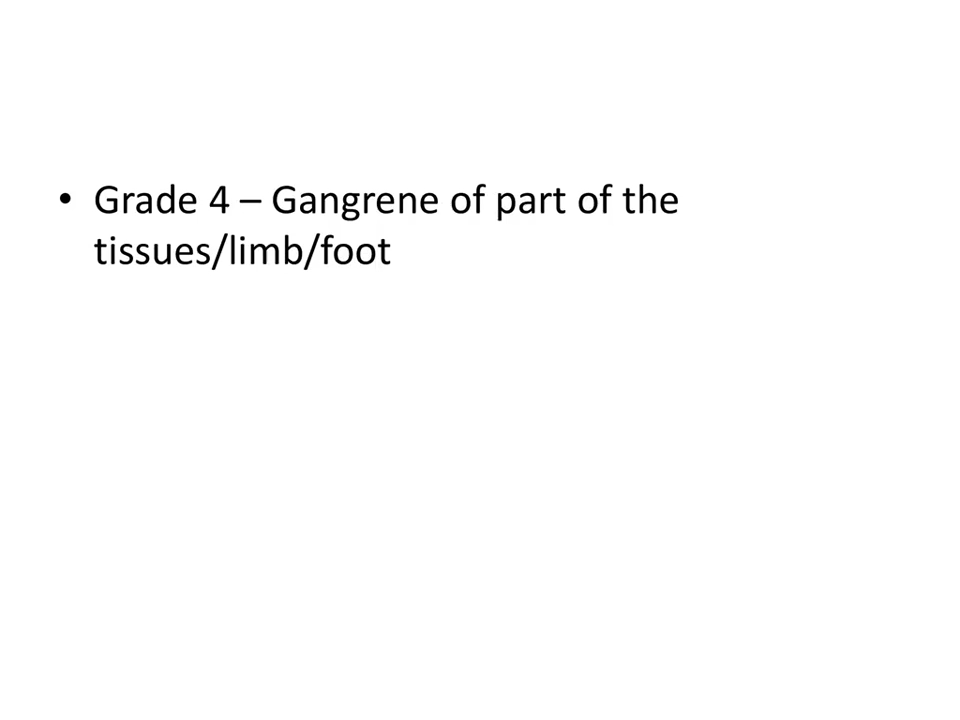 • Grade 4 – Gangrene of part of the
tissues/limb/foot